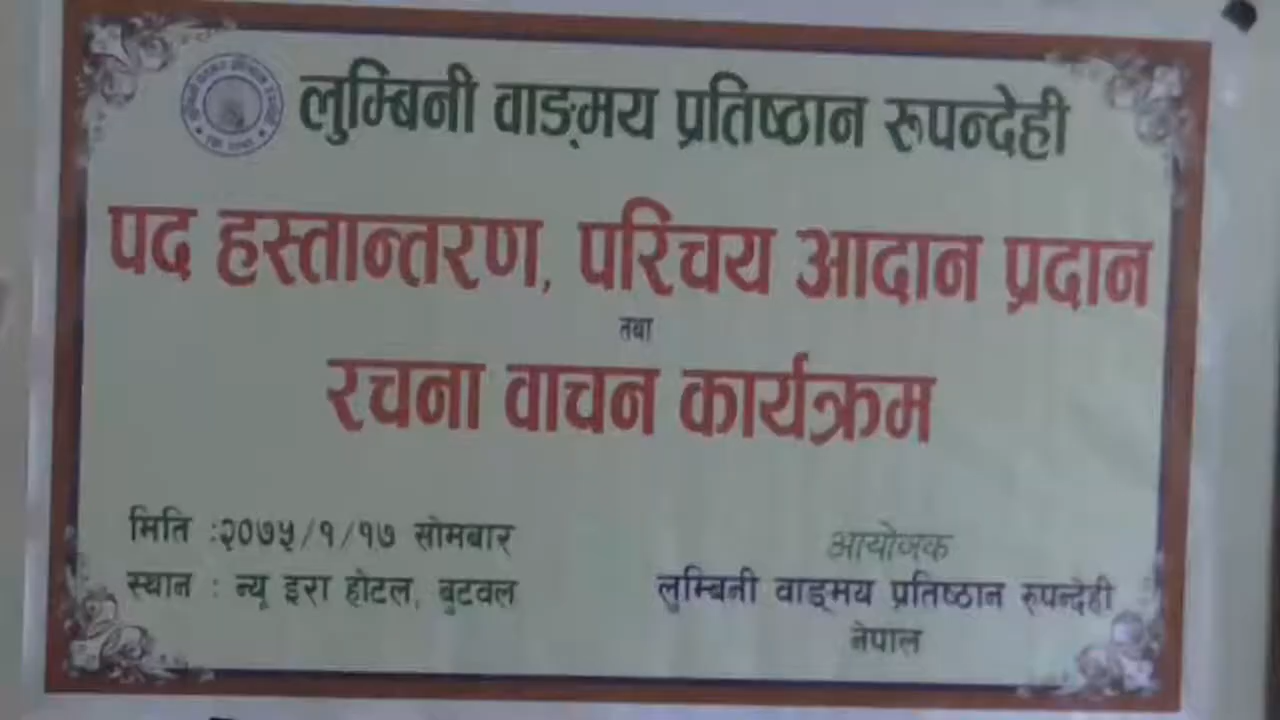 लुम्बिनी वाङ्मय प्रतिष्ठान रूपन्देही
पद हस्तान्तरण, परिचय आदान प्रदान
तथा
रचना वाचन कार्यक्रम
मिति :२०७५/१/१७ सोमबार
स्थान : न्यू इरा होटल, बुटवल
आयोजक
लुम्बिनी वाङ्मय प्रतिष्ठान रुपन्देही
नेपाल